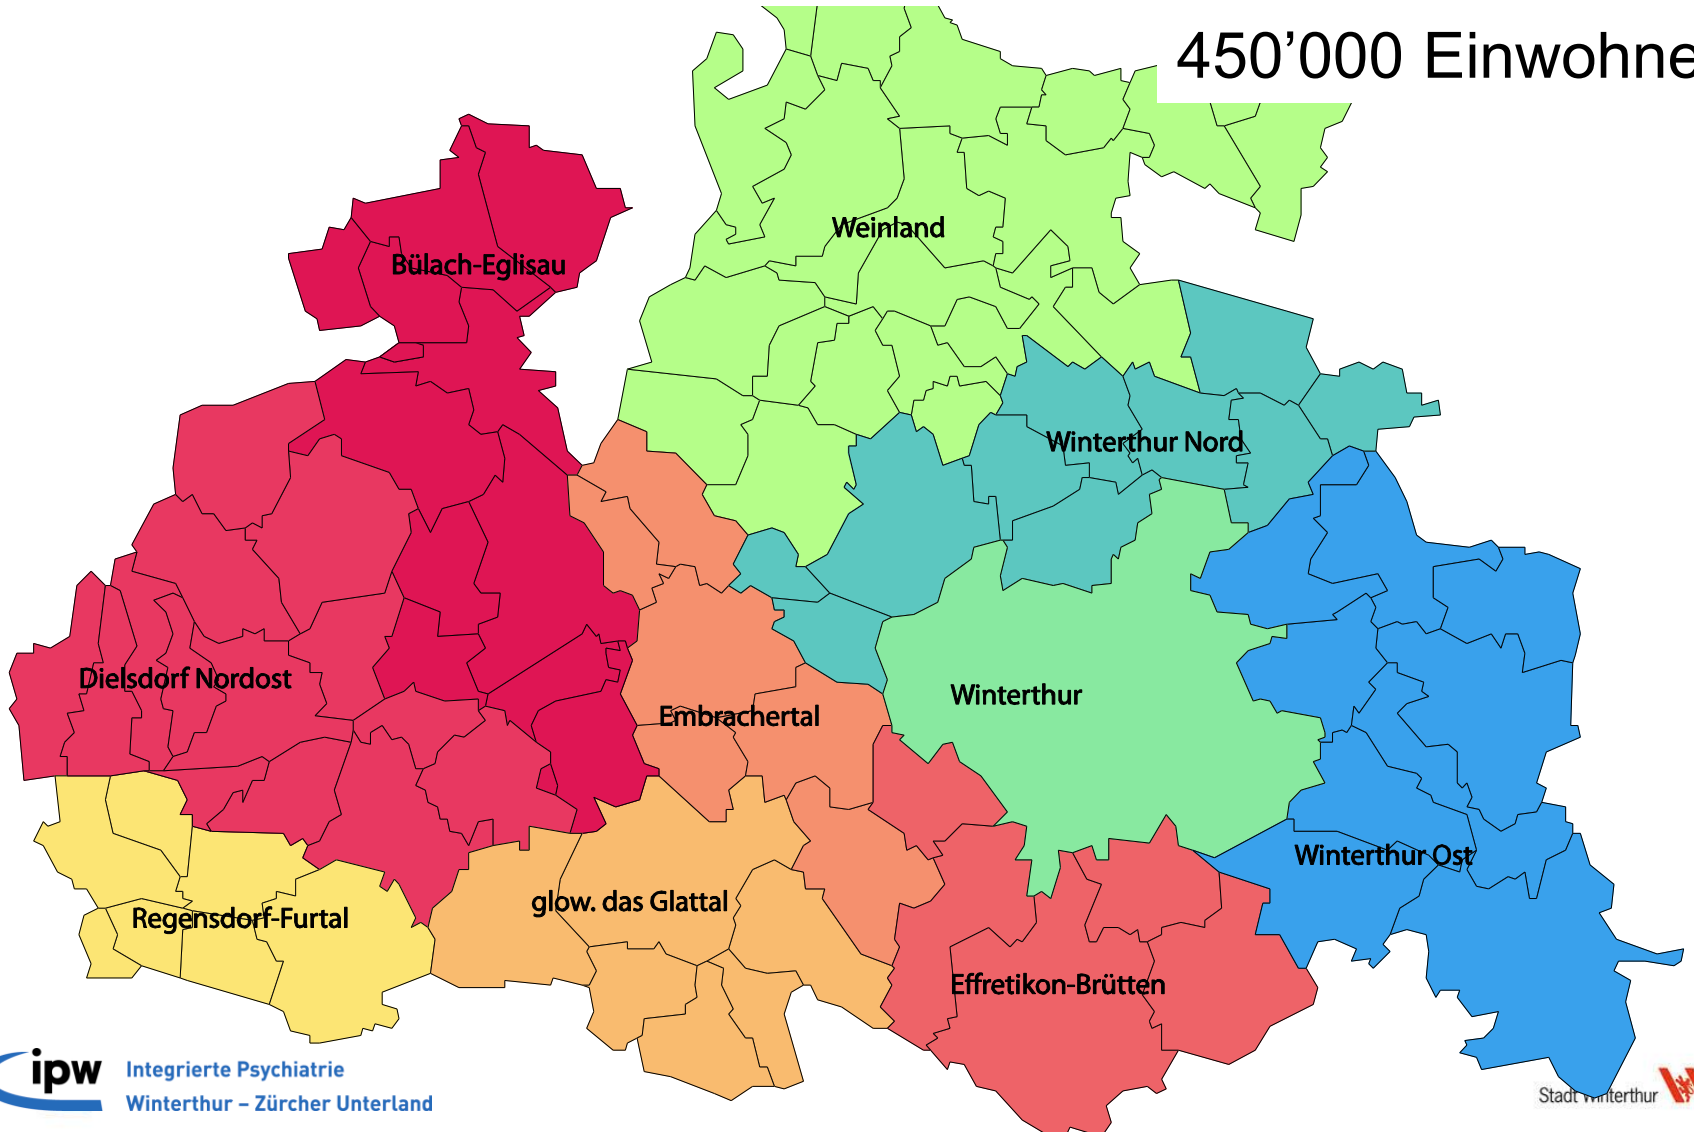 450’000 Einwohne
Weinland
Bülach-Eglisau
Winterthur Nord
Dielsdorf Nordost
Winterthur
Embrachertal
Winterthur Ost
glow. das Glattal
Regensdorf-Furtal
Effretikon-Brütten
ipw
Integrierte Psychiatrie
Winterthur – Zürcher Unterland
Stadt Winterthur